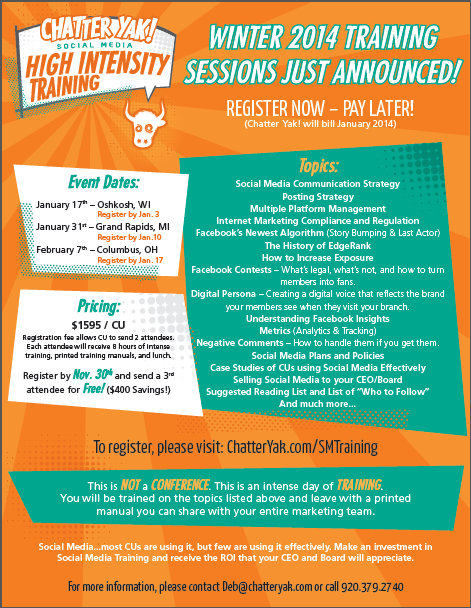 CHATTER YAK!
SOCIAL MEDIA
HIGH INTENSITY
TRAINING
WINTER 2014 TRAINING
SESSIONS JUST ANNOUNCED!
REGISTER NOW – PAY LATER!
(Chatter Yak! will bill January 2014)
Event Dates:
January 17th – Oshkosh, WI
Register by Jan. 3
January 31st – Grand Rapids, MI
Register by Jan.10
February 7th – Columbus, OH
Register by Jan. 17
Pricing:
$1595 / CU
Registration fee allows CU to send 2 attendees.
Each attendee will receive 8 hours of intense
training, printed training manuals, and lunch.
Register by Nov. 30th and send a 3rd
attendee for Free! ($400 Savings!)
Topics:
Social Media Communication Strategy
Posting Strategy
Multiple Platform Management
Internet Marketing Compliance and Regulation
Facebook's Newest Algorithm (Story Bumping & Last Actor)
The History of EdgeRank
How to Increase Exposure
Facebook Contests – What's legal, what's not, and how to turn
members into fans.
Digital Persona – Creating a digital voice that reflects the brand
your members see when they visit your branch.
Understanding Facebook Insights
Metrics (Analytics & Tracking)
Negative Comments – How to handle them if you get them.
Social Media Plans and Policies
Case Studies of CUs using Social Media Effectively
Selling Social Media to your CEO/Board
Suggested Reading List and List of "Who to Follow"
And much more...
To register, please visit: ChatterYak.com/SMTraining
This is NOT a CONFERENCE. This is an intense day of TRAINING.
You will be trained on the topics listed above and leave with a printed
manual you can share with your entire marketing team.
Social Media...most CUs are using it, but few are using it effectively. Make an investment in
Social Media Training and receive the ROI that your CEO and Board will appreciate.
For more information, please contact Deb@chatteryak.com or call 920.379.2740